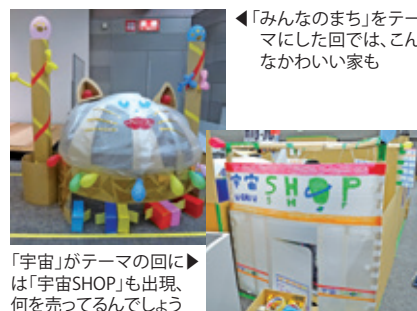 ◀「みんなのまち」をテー
マにした回では、こん
なかわいい家も
宇宙 SHOP
UCHU SHOP
「宇宙」がテーマの回に▶
は「宇宙SHOP」も出現、
何を売ってるんでしょう